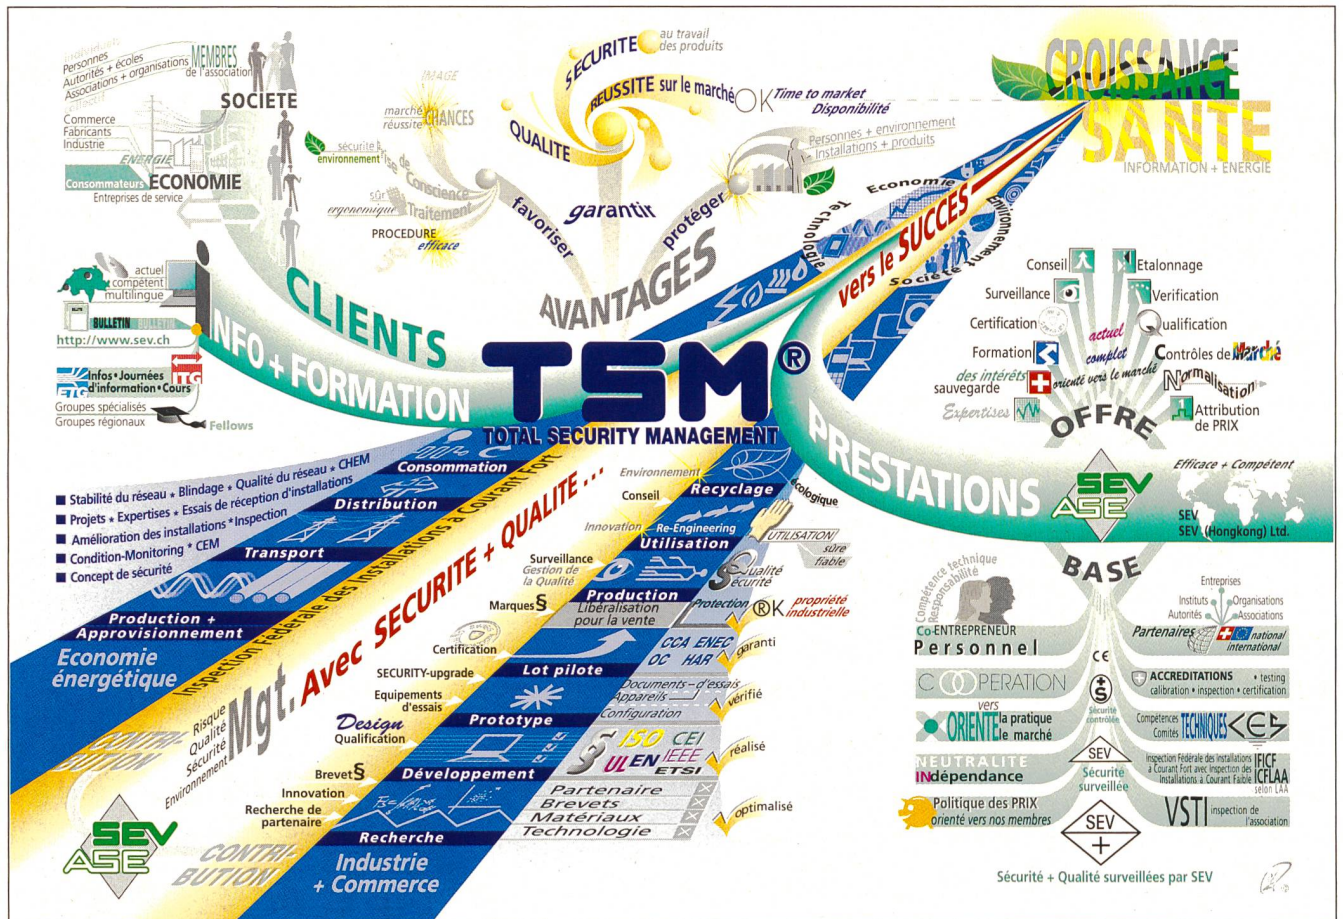 Individuel
Personnes
Autorités + écoles
Associations + organisations
collectif
MEMBRES
de l'association
SOCIETE
Commerce
Fabricants
Industrie
ENERGIE
Consommateurs
ECONOMIE
Entreprises de service
actuel
compétent
multilingue
BULLETIN BULLETIN
http://www.sev.ch
Infos • Journées
d'information • Cours
ETG
ITG
Groupes spécialisés
Groupes régionaux
Fellows
INFO + FORMATION
CLIENTS
IMAGE
marché
réussite
CHANCES
sécurité
environnement
Prise de Conscience
sûr
ergonomique
Traitement
PROCEDURE
efficace
SECURITE
au travail
des produits
REUSSITE sur le marché
OK
Time to market
Disponibilité
QUALITE
Personnes + environnement
Installations + produits
favoriser
garantir
protéger
AVANTAGES
CROISSANCE
SANTE
INFORMATION + ENERGIE
Technologie
Economie
Environnement
Société
vers le SUCCES
TSM®
TOTAL SECURITY MANAGEMENT
Conseil
Etalonnage
Surveillance
Verification
Certification
Qualification
Formation
Contrôles de Marché
des intérêts
sauvegarde
Normalisation
Expertises
Attribution
de PRIX
actuel
complet
orienté vers le marché
OFFRE
PRESTATIONS
SEV
ASE
Efficace + Compétent
SEV
SEV (Hongkong) Ltd.
BASE
Stabilité du réseau * Blindage * Qualité du réseau * CHEM
Projets * Expertises * Essais de réception d'installations
Amélioration des installations * Inspection
Condition-Monitoring * CEM
Concept de sécurité
Consommation
Distribution
Transport
Production +
Approvisionnement
Economie
énergétique
Inspection Fédérale des Installations à Courant Fort
Mgt. Avec SECURITE + QUALITE ...
Risque
Qualité
Sécurité
Environnement
CONTRI-
BUTION
CONTRI-
BUTION
SEV
ASE
Environnement
Conseil
Innovation
Surveillance
Gestion de
la Qualité
Marques §
Certification
SECURITY-upgrade
Equipements
d'essais
Design
Qualification
Brevet §
Innovation
Recherche de
partenaire
Recyclage
Re-Engineering
Utilisation
Production
Libéralisation
pour la vente
Lot pilote
Prototype
Développement
Recherche
Industrie
+ Commerce
écologique
UTILISATION
sûre
fiable
Qualité
Sécurité
Protection
®K
propriété
industrielle
CCA ENEC
OC HAR
garanti
Documents-d'essais
Appareils
vérifié
Configuration
§ ISO CEI
UL EN IEEE
ETSI
réalisé
Partenaire
Brevets
Matériaux
Technologie
optimalisé
Compétence technique
Responsabilité
Co-ENTREPRENEUR
Personnel
COOPERATION
vers
ORIENTE la pratique
le marché
NEUTRALITE
INdépendance
Politique des PRIX
orienté vers nos membres
CE
+S
Sécurité
contrôlée
SEV
Sécurité
surveillée
SEV
+
Entreprises
Instituts
Organisations
Autorités
Associations
Partenaires
national
international
ACCREDITATIONS • testing
calibration • inspection • certification
Compétences
Comités
TECHNIQUES
CES
Inspection Fédérale des Installations
à Courant Fort avec Inspection des
Installations à Courant Faible
IFICF
ICFLAA
selon LAA
VSTI inspection de
l'association
Sécurité + Qualité surveillées par SEV